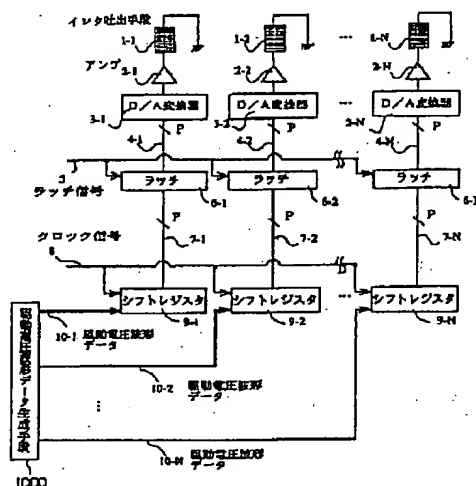 インク吐出手段
1-1
1-2
1-N
アンプ
2-1
2-2
2-N
D/A変換器
D/A変換器
D/A変換器
3-1
3-2
3-N
P
P
P
4-1
4-2
4-N
ラッチ信号
ラッチ
ラッチ
ラッチ
6-1
6-2
P
P
P
7-1
7-2
7-N
クロック信号
8
シフトレジスタ
シフトレジスタ
シフトレジスタ
9-1
9-2
9-N
10-1 駆動電圧波形
データ
10-2 駆動電圧波形
データ
10-N 駆動電圧波形
データ
駆動電圧波形データ生成手段
1000